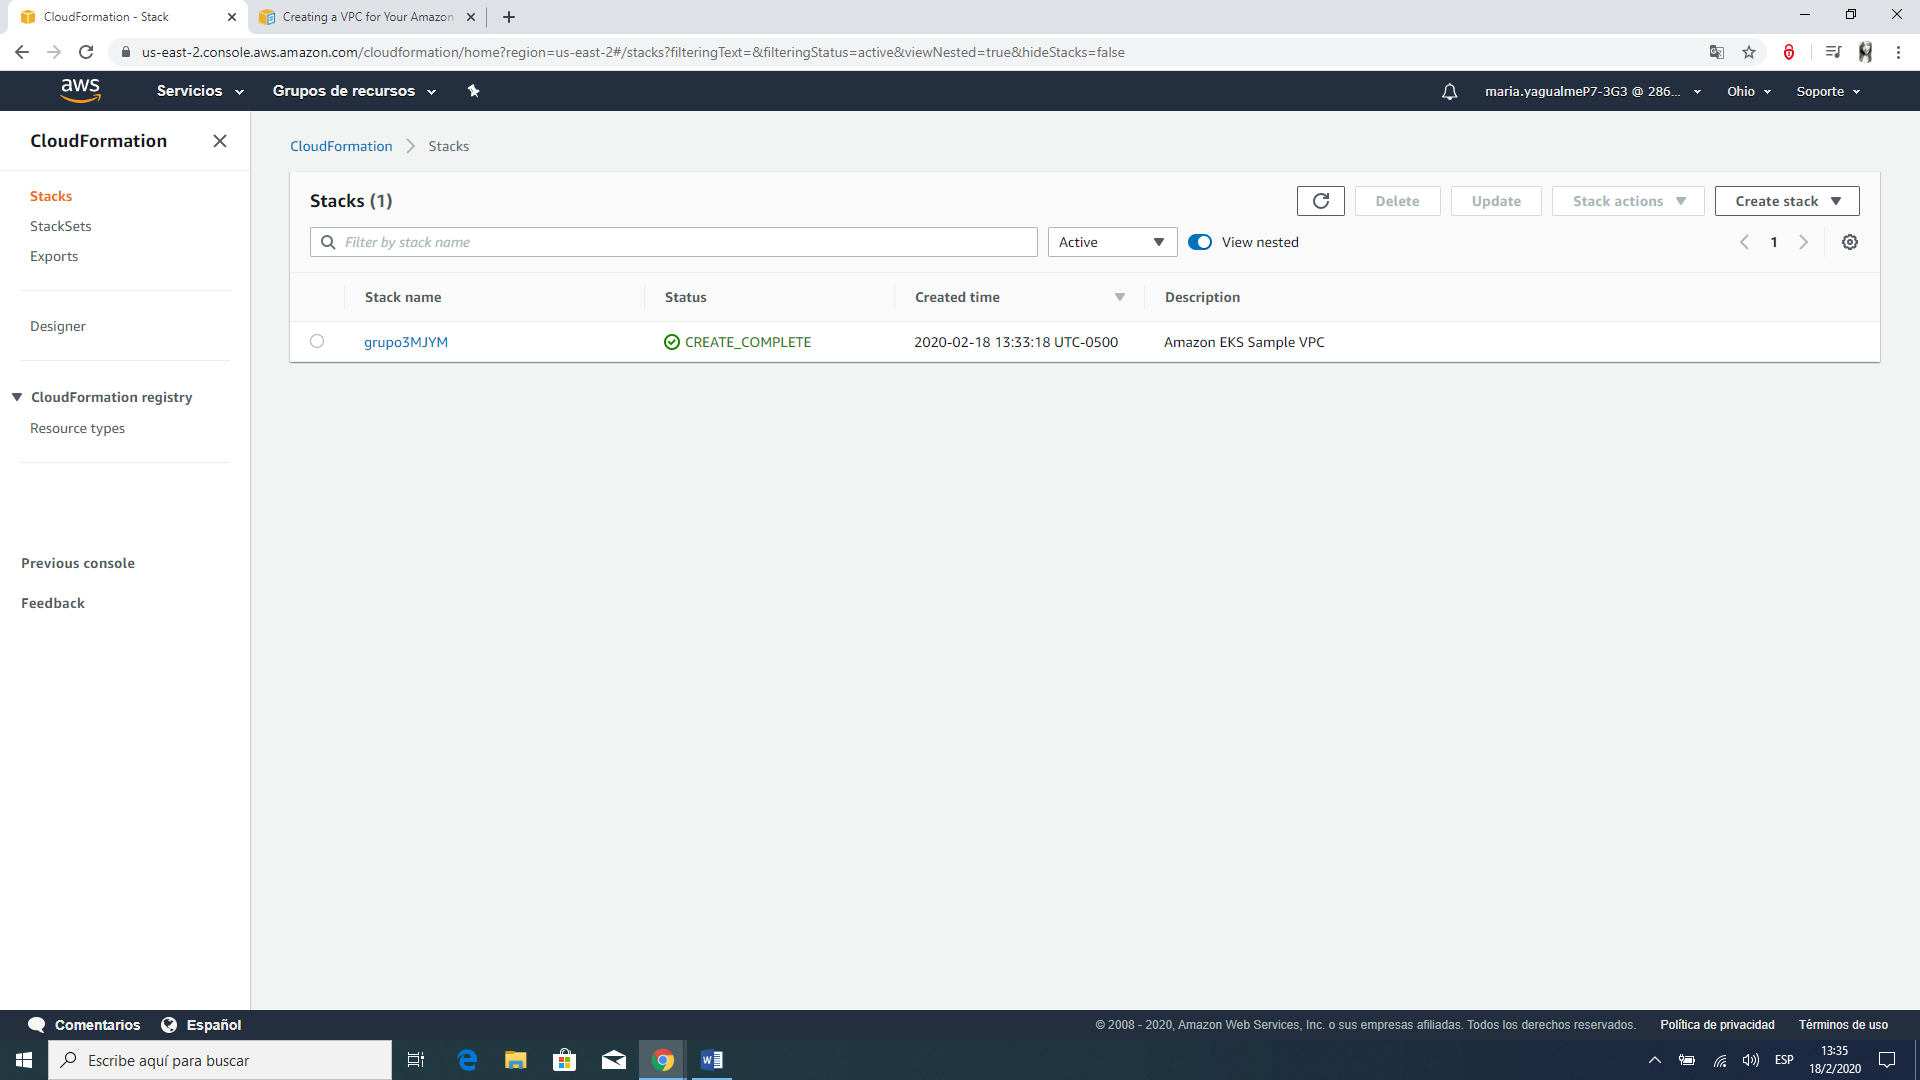 CloudFormation - Stack
Creating a VPC for Your Amazon
us-east-2.console.aws.amazon.com/cloudformation/home?region=us-east-2#/stacks?filteringText=&filteringStatus=active&viewNested=true&hideStacks=false
aws
Servicios
Grupos de recursos
maria.yagualmeP7-3G3 @ 286...
Ohio
Soporte
CloudFormation
Stacks
StackSets
Exports
Designer
CloudFormation registry
Resource types
Previous console
Feedback
CloudFormation
Stacks
Stacks (1)
Delete
Update
Stack actions
Create stack
Filter by stack name
Active
View nested
1
Stack name
Status
Created time
Description
grupo3MJYM
CREATE_COMPLETE
2020-02-18 13:33:18 UTC-0500
Amazon EKS Sample VPC
Comentarios
Español
© 2008 - 2020, Amazon Web Services, Inc. o sus empresas afiliadas. Todos los derechos reservados.
Política de privacidad
Términos de uso
Escribe aquí para buscar
ESP
13:35
18/2/2020